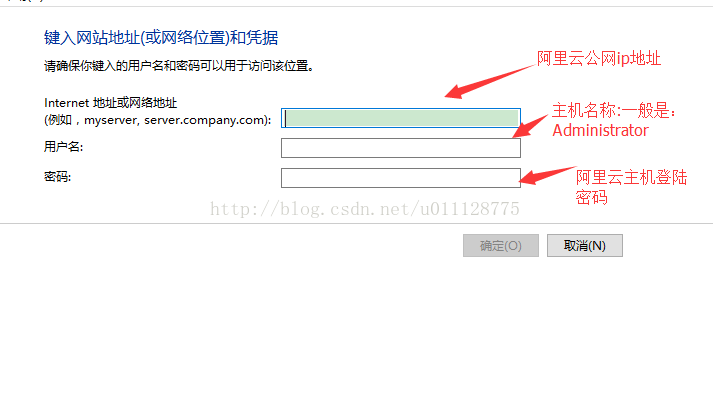 键入网站地址(或网络位置)和凭据
请确保你键入的用户名和密码可以用于访问该位置。
阿里云公网ip地址
Internet 地址或网络地址
(例如，myserver, server.company.com):
主机名称:一般是：
Administrator
用户名:
密码:
阿里云主机登陆
密码
http://blog.csdn.net/u011128775
确定(O)
取消(N)